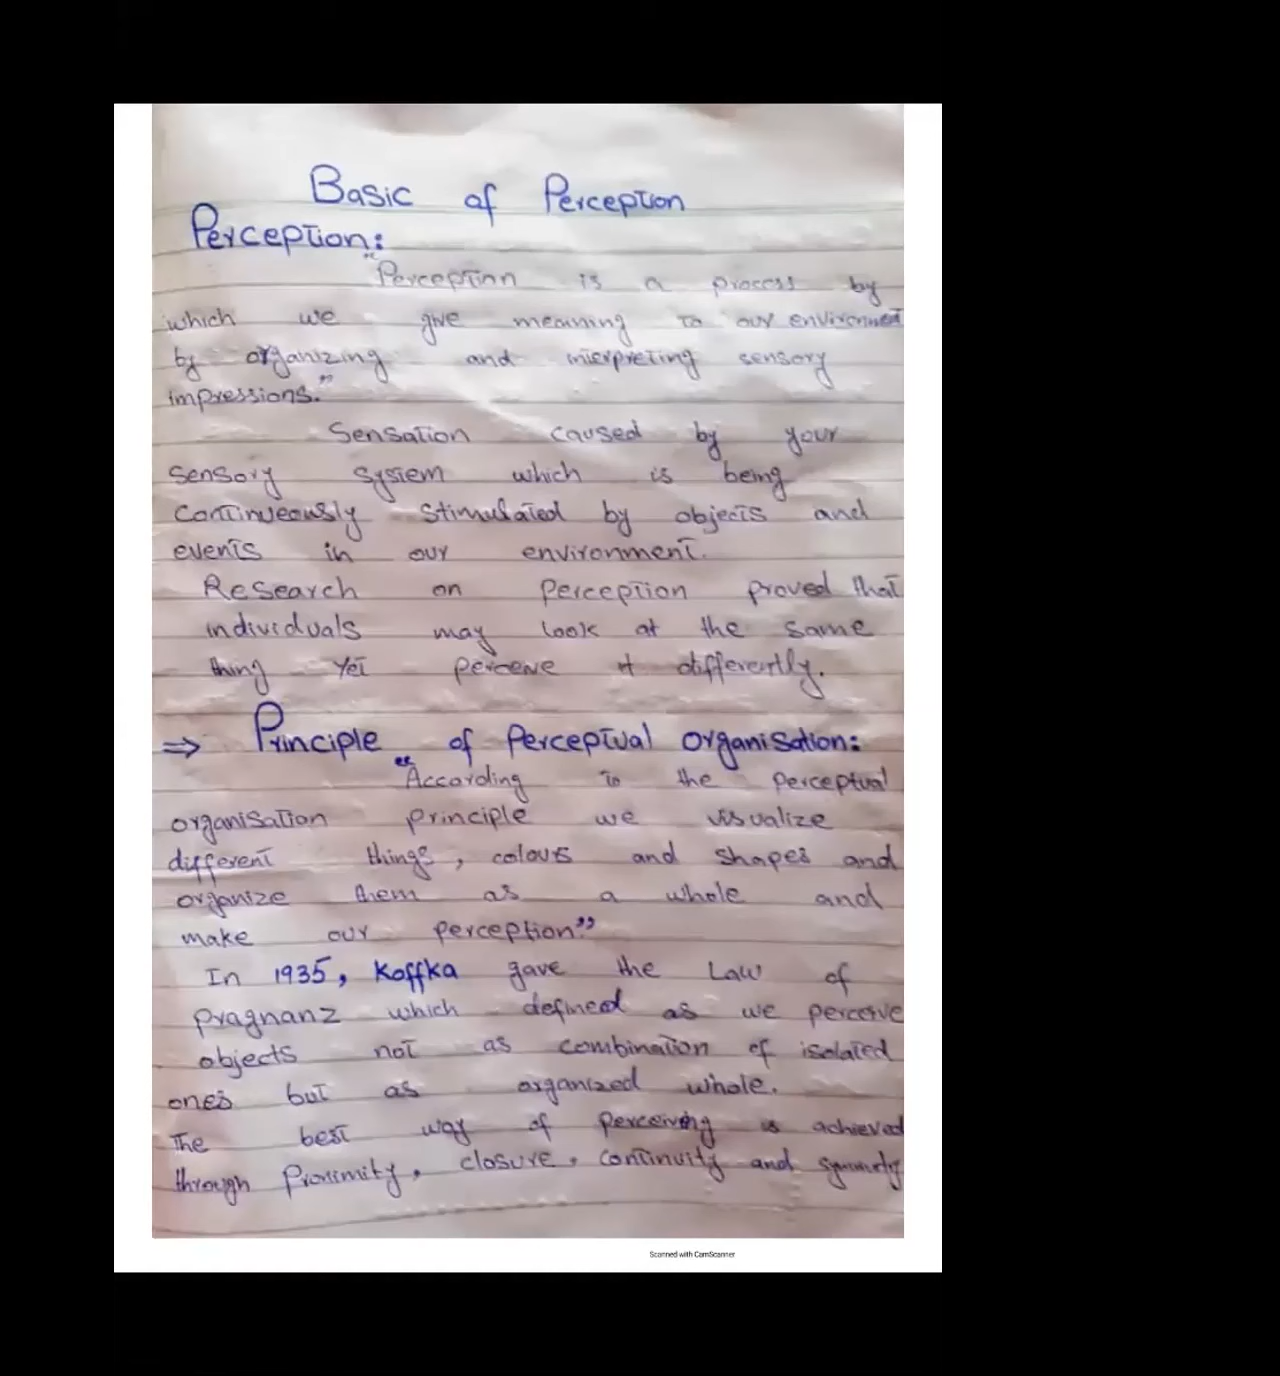 Basic of Perception
Perception:
"Perception is a process by
which we give meaning to our environment
by organizing and interpreting sensory
impressions."
Sensation caused by your
sensory system which is being
continueously stimulated by objects and
events in our environment.
Research on perception proved that
individuals may look at the same
thing yet perceive it differently.
⇒ Principle of Perceptual Organisation:
"According to the perceptual
organisation principle we visualize
different things, colours and shapes and
organize them as a whole and
make our perception."
In 1935, Koffka gave the Law of
pragnanz which defined as we perceive
objects not as combination of isolated
ones but as organized whole.
The best way of perceiving is achieved
through Proximity, closure, continuity and symmetry
Scanned with CamScanner